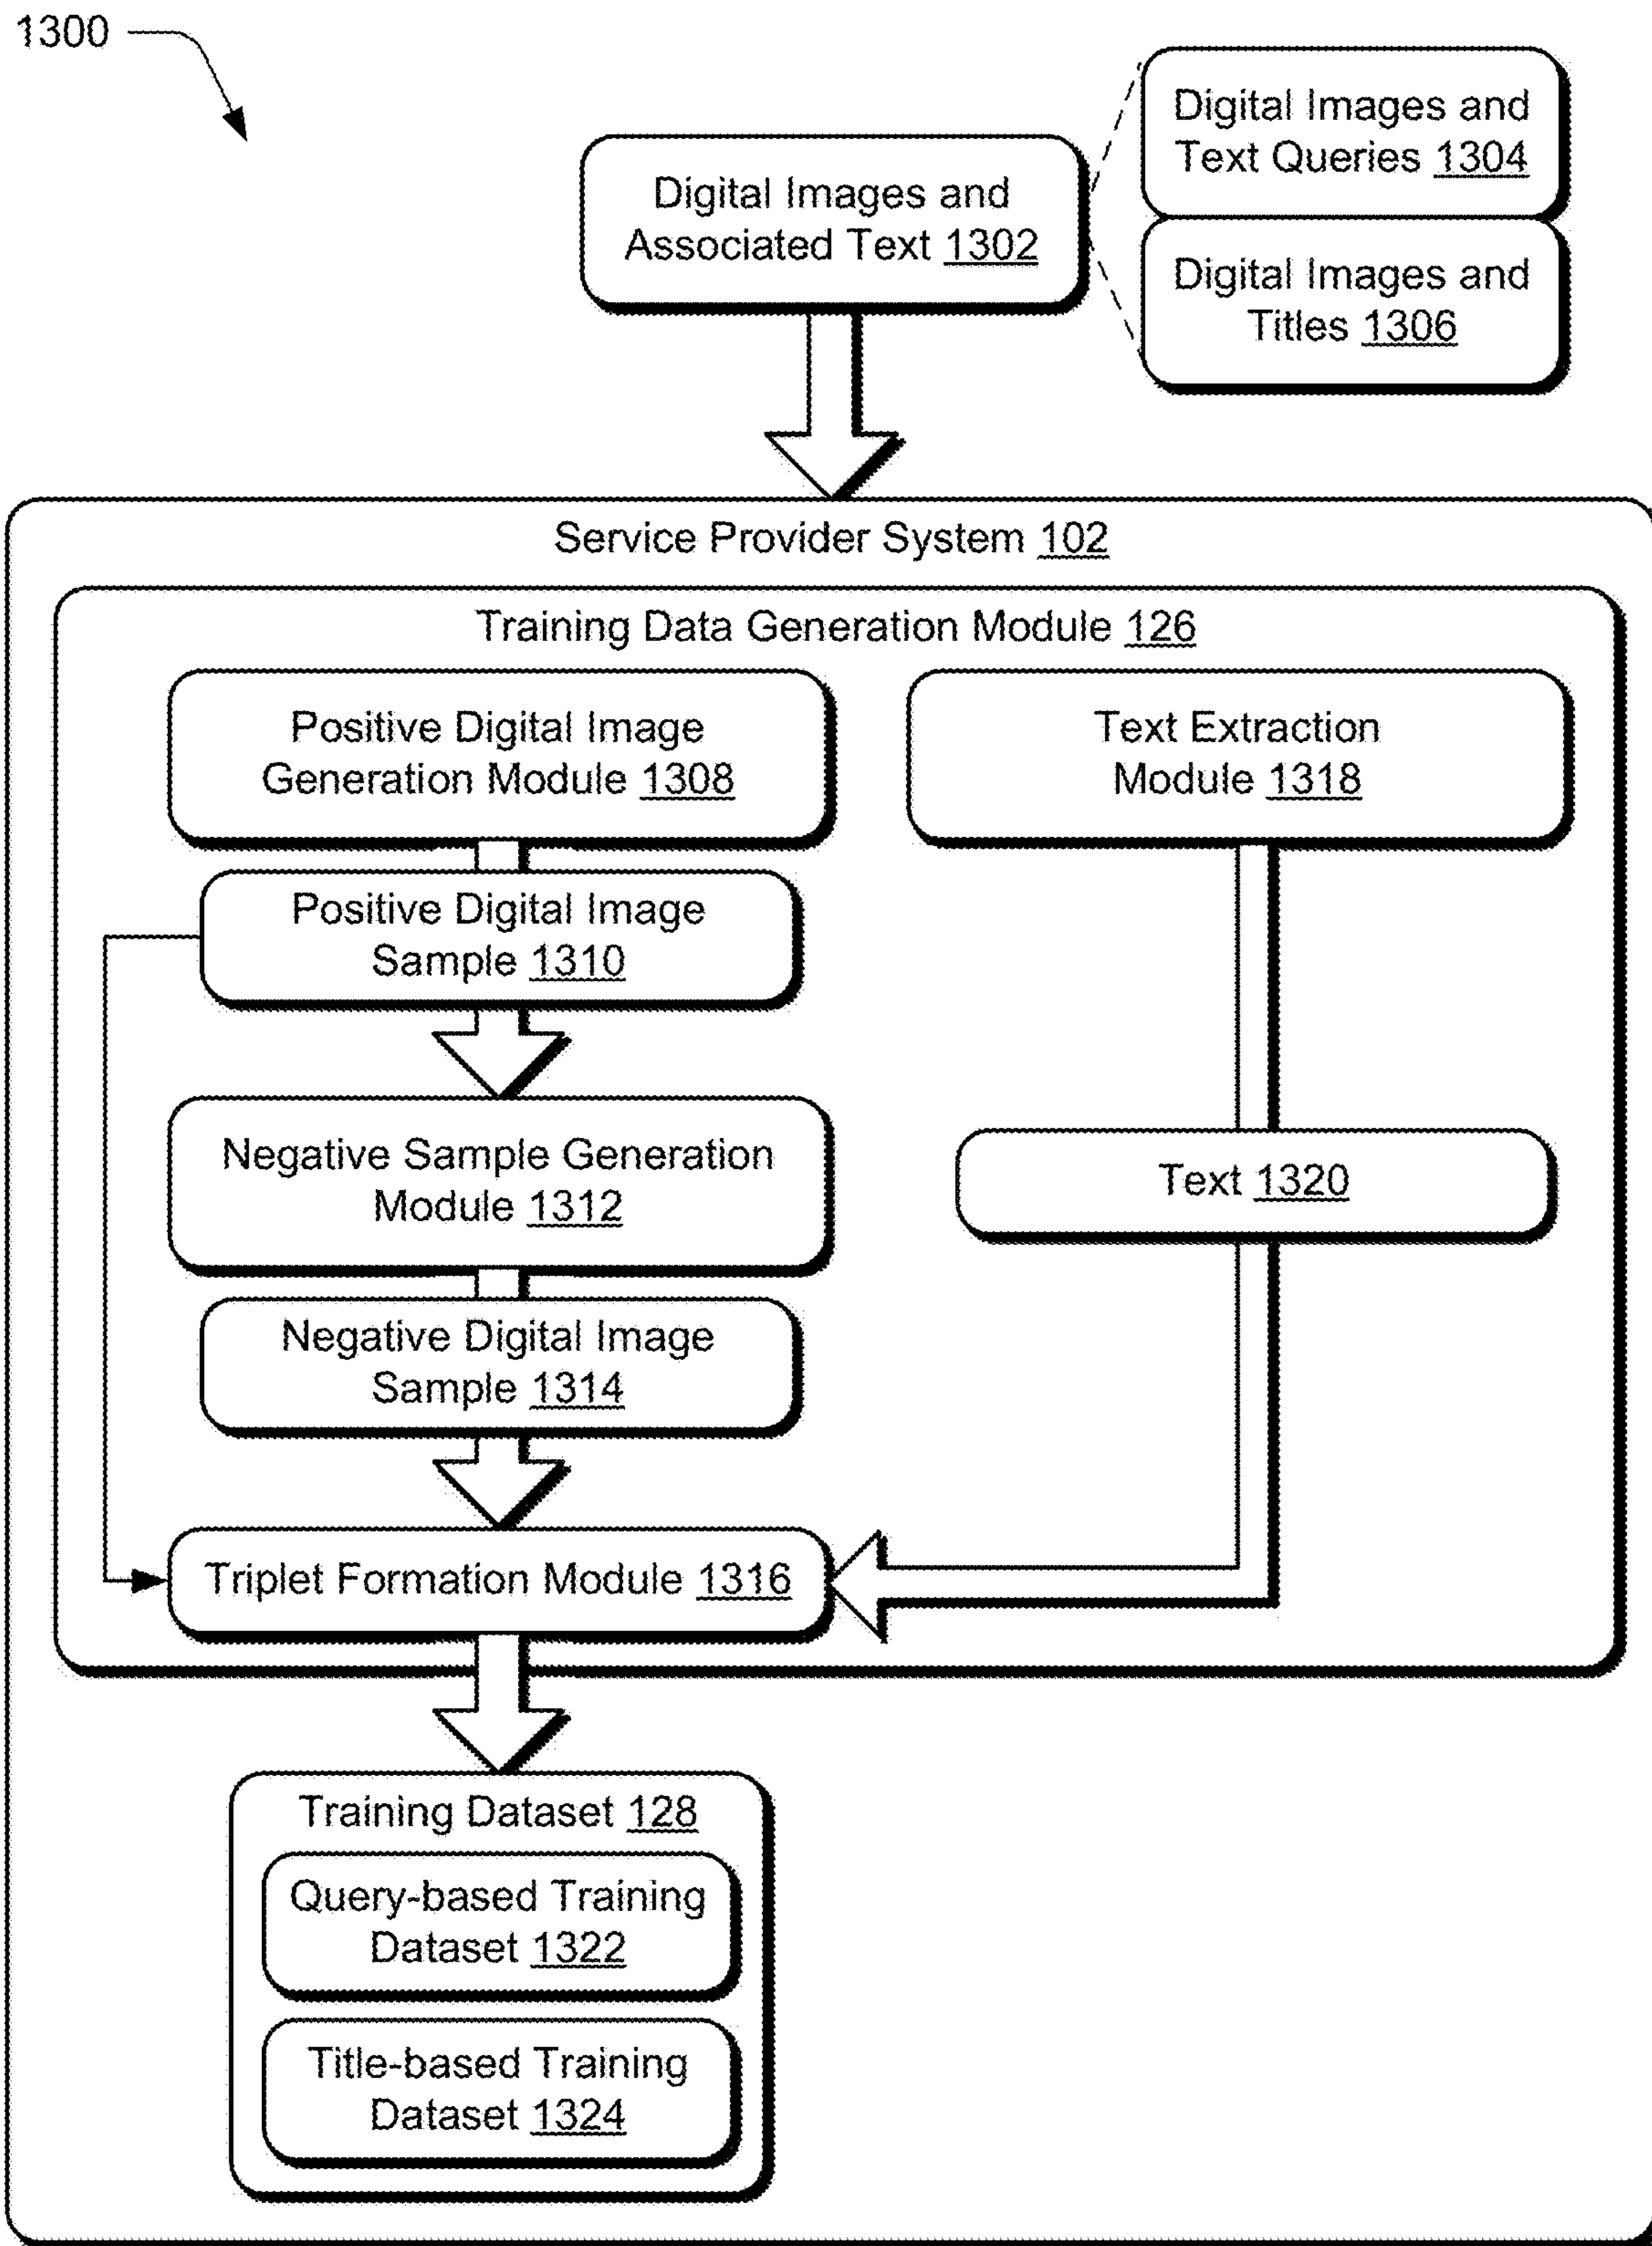 1300
Digital Images and
Text Queries 1304
Digital Images and
Associated Text 1302
Digital Images and
Titles 1306
Service Provider System 102
Training Data Generation Module 126
Positive Digital Image
Generation Module 1308
Text Extraction
Module 1318
Positive Digital Image
Sample 1310
Negative Sample Generation
Module 1312
Text 1320
Negative Digital Image
Sample 1314
Triplet Formation Module 1316
Training Dataset 128
Query-based Training
Dataset 1322
Title-based Training
Dataset 1324